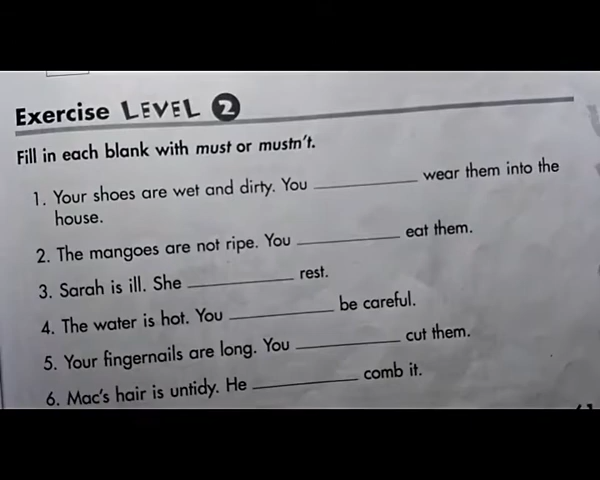 Exercise LEVEL 2
Fill in each blank with must or mustn't.
1. Your shoes are wet and dirty. You __________ wear them into the
house.
2. The mangoes are not ripe. You __________ eat them.
3. Sarah is ill. She __________ rest.
4. The water is hot. You __________ be careful.
5. Your fingernails are long. You __________ cut them.
6. Mac's hair is untidy. He __________ comb it.